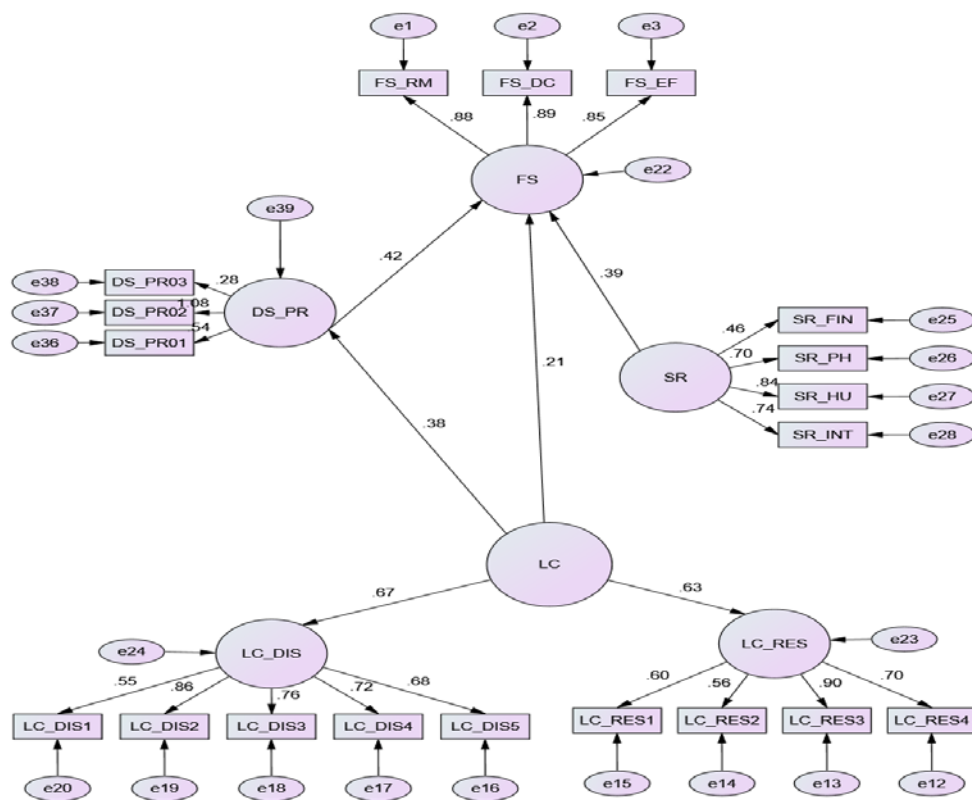 e1
e2
e3
FS_RM
FS_DC
FS_EF
.88
.89
.85
FS
e22
e39
.42
.39
e38
DS_PR03
.28
e37
DS_PR02
1.08
DS_PR
e36
DS_PR01
.54
.21
SR
.46
SR_FIN
e25
.70
SR_PH
e26
.84
SR_HU
e27
.74
SR_INT
e28
.38
LC
.67
.63
e24
LC_DIS
LC_RES
e23
.55
.86
.76
.72
.68
.60
.56
.90
.70
LC_DIS1
LC_DIS2
LC_DIS3
LC_DIS4
LC_DIS5
LC_RES1
LC_RES2
LC_RES3
LC_RES4
e20
e19
e18
e17
e16
e15
e14
e13
e12